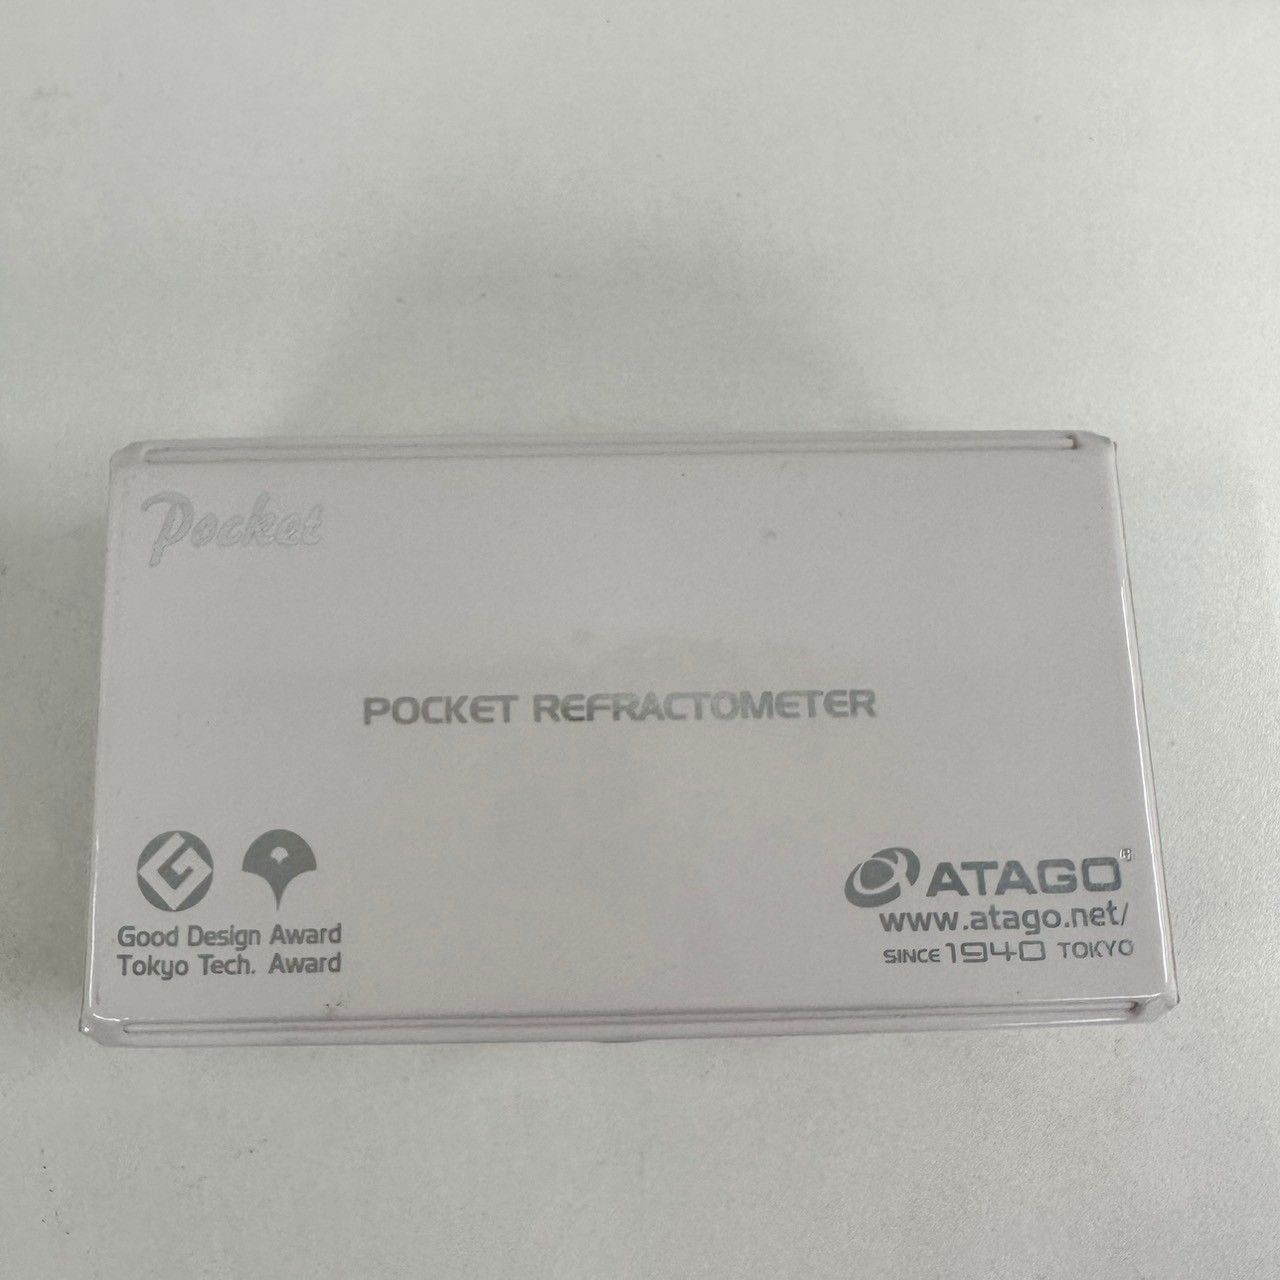 Pocket
POCKET REFRACTOMETER
Good Design Award
Tokyo Tech. Award
ATAGO
www.atago.net/
SINCE 1940 TOKYO